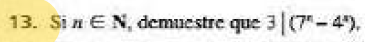 13. Si n ∈ N, demuestre que 3 | (7ⁿ – 4ⁿ).